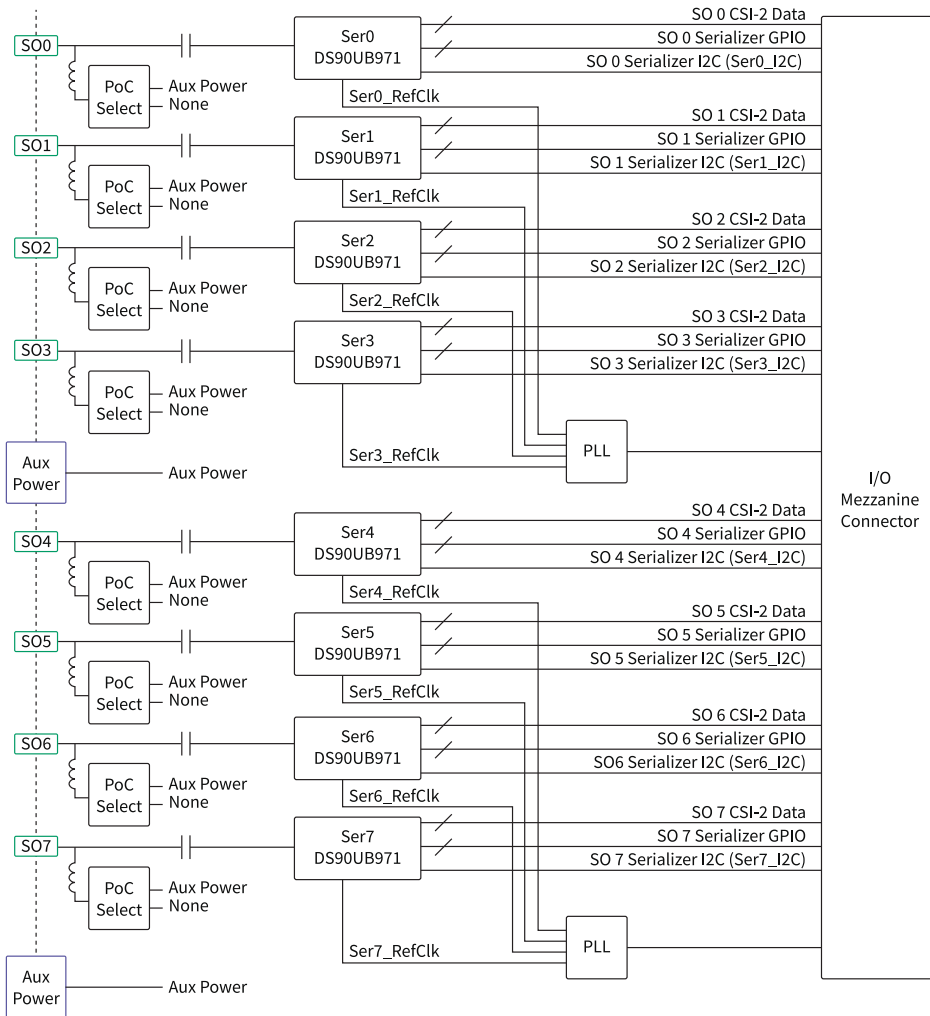 SO 0 CSI-2 Data
SO0
Ser0
DS90UB971
SO 0 Serializer GPIO
SO 0 Serializer I2C (Ser0_I2C)
PoC
Select
Aux Power
None
Ser0_RefClk
SO 1 CSI-2 Data
SO1
Ser1
DS90UB971
SO 1 Serializer GPIO
SO 1 Serializer I2C (Ser1_I2C)
PoC
Select
Aux Power
None
Ser1_RefClk
SO 2 CSI-2 Data
SO2
Ser2
DS90UB971
SO 2 Serializer GPIO
SO 2 Serializer I2C (Ser2_I2C)
PoC
Select
Aux Power
None
Ser2_RefClk
SO 3 CSI-2 Data
SO3
Ser3
DS90UB971
SO 3 Serializer GPIO
SO 3 Serializer I2C (Ser3_I2C)
PoC
Select
Aux Power
None
Ser3_RefClk
PLL
Aux
Power
Aux Power
I/O
Mezzanine
Connector
SO 4 CSI-2 Data
SO4
Ser4
DS90UB971
SO 4 Serializer GPIO
SO 4 Serializer I2C (Ser4_I2C)
PoC
Select
Aux Power
None
Ser4_RefClk
SO 5 CSI-2 Data
SO5
Ser5
DS90UB971
SO 5 Serializer GPIO
SO 5 Serializer I2C (Ser5_I2C)
PoC
Select
Aux Power
None
Ser5_RefClk
SO 6 CSI-2 Data
SO6
Ser6
DS90UB971
SO 6 Serializer GPIO
SO6 Serializer I2C (Ser6_I2C)
PoC
Select
Aux Power
None
Ser6_RefClk
SO 7 CSI-2 Data
SO7
Ser7
DS90UB971
SO 7 Serializer GPIO
SO 7 Serializer I2C (Ser7_I2C)
PoC
Select
Aux Power
None
Ser7_RefClk
PLL
Aux
Power
Aux Power